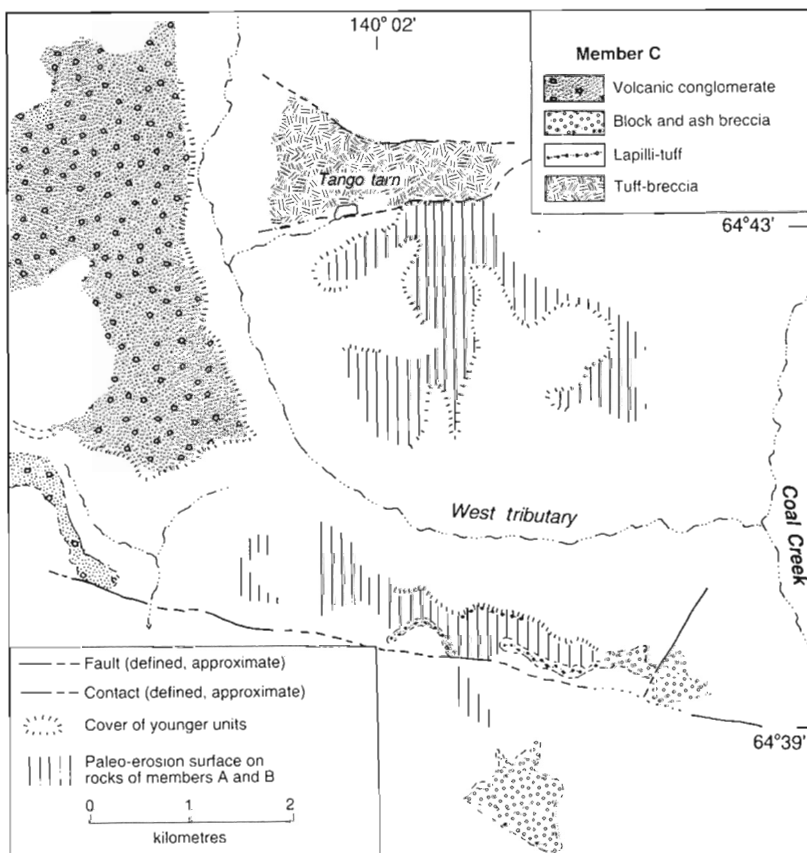 140° 02'
Member C
Volcanic conglomerate
Block and ash breccia
Lapilli-tuff
Tuff-breccia
Tango tarn
64°43'
West tributary
Coal Creek
Fault (defined, approximate)
Contact (defined, approximate)
Cover of younger units
Paleo-erosion surface on
rocks of members A and B
0 1 2
kilometres
64°39'